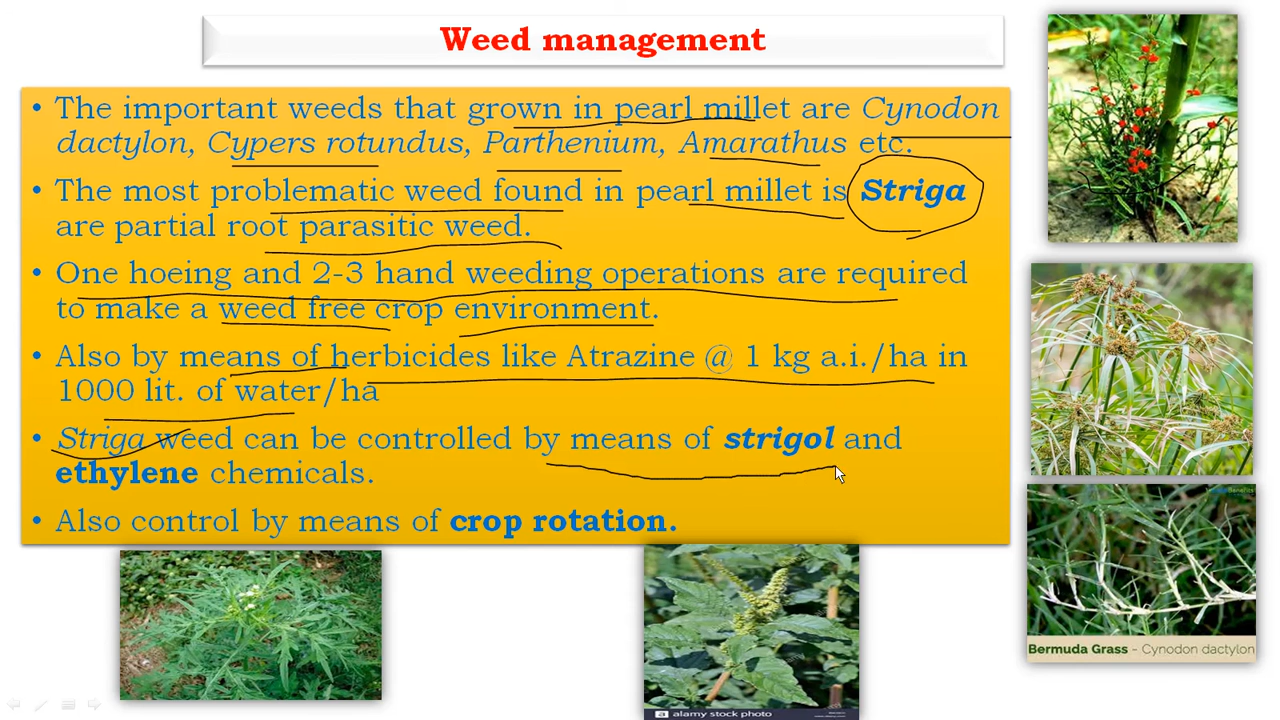 Weed management
• The important weeds that grown in pearl millet are Cynodon
dactylon, Cypers rotundus, Parthenium, Amarathus etc.
• The most problematic weed found in pearl millet is Striga
are partial root parasitic weed.
• One hoeing and 2-3 hand weeding operations are required
to make a weed free crop environment.
• Also by means of herbicides like Atrazine @ 1 kg a.i./ha in
1000 lit. of water/ha
• Striga weed can be controlled by means of strigol and
ethylene chemicals.
• Also control by means of crop rotation.
Bermuda Grass - Cynodon dactylon
a alamy stock photo